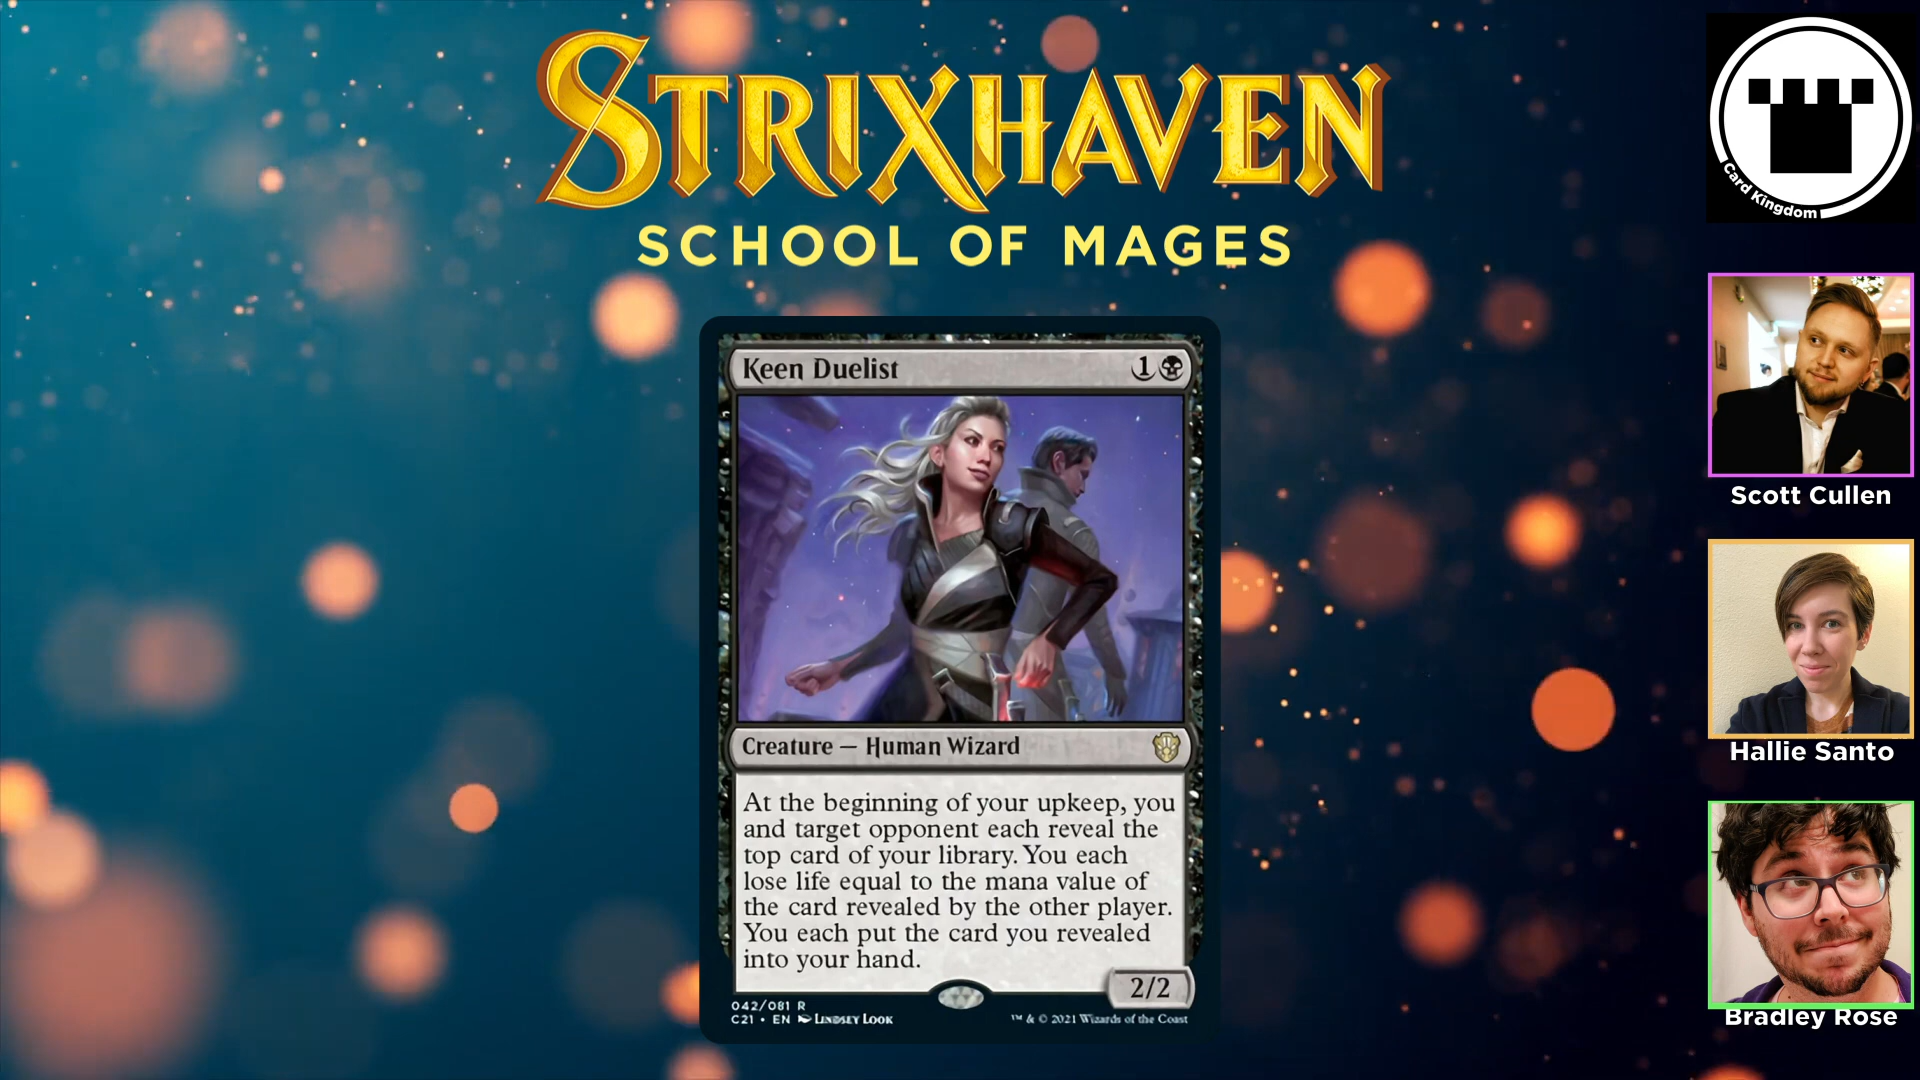 STRIXHAVEN
SCHOOL OF MAGES
Card Kingdom
Keen Duelist 1
Creature — Human Wizard
At the beginning of your upkeep, you
and target opponent each reveal the
top card of your library. You each
lose life equal to the mana value of
the card revealed by the other player.
You each put the card you revealed
into your hand.
2/2
042/081 R
C21 • EN LINDSEY LOOK
™ & © 2021 Wizards of the Coast
Scott Cullen
Hallie Santo
Bradley Rose